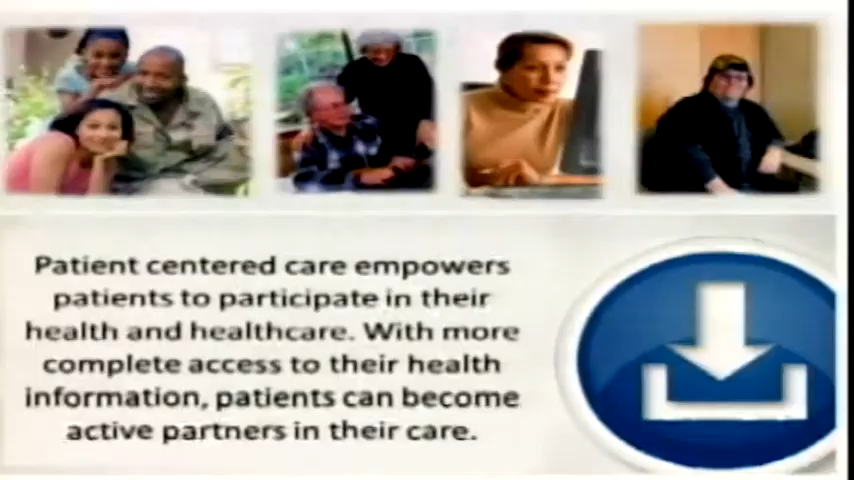 Patient centered care empowers
patients to participate in their
health and healthcare. With more
complete access to their health
information, patients can become
active partners in their care.